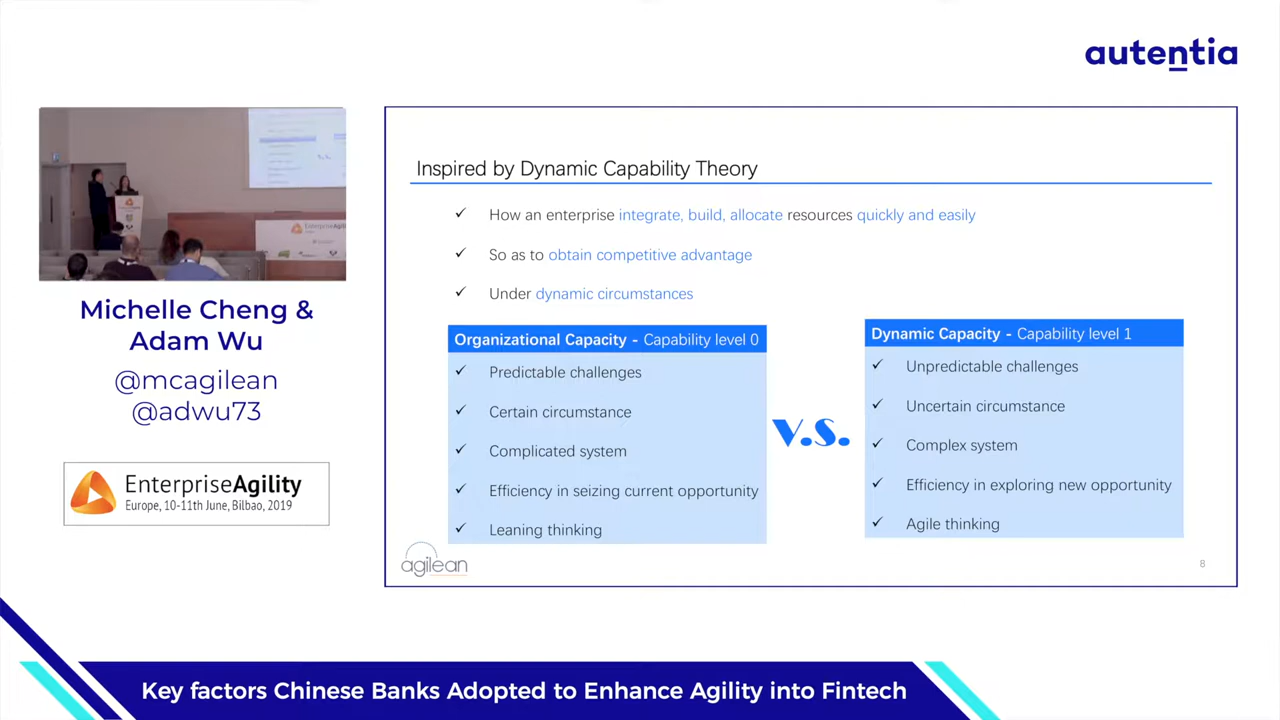 autentia
Inspired by Dynamic Capability Theory
✓ How an enterprise integrate, build, allocate resources quickly and easily
✓ So as to obtain competitive advantage
✓ Under dynamic circumstances
Organizational Capacity - Capability level 0
✓ Predictable challenges
✓ Certain circumstance
✓ Complicated system
✓ Efficiency in seizing current opportunity
✓ Leaning thinking
v.s.
Dynamic Capacity - Capability level 1
✓ Unpredictable challenges
✓ Uncertain circumstance
✓ Complex system
✓ Efficiency in exploring new opportunity
✓ Agile thinking
agilean
8
Michelle Cheng &
Adam Wu
@mcagilean
@adwu73
EnterpriseAgility
Europe, 10-11th June, Bilbao, 2019
Key factors Chinese Banks Adopted to Enhance Agility into Fintech